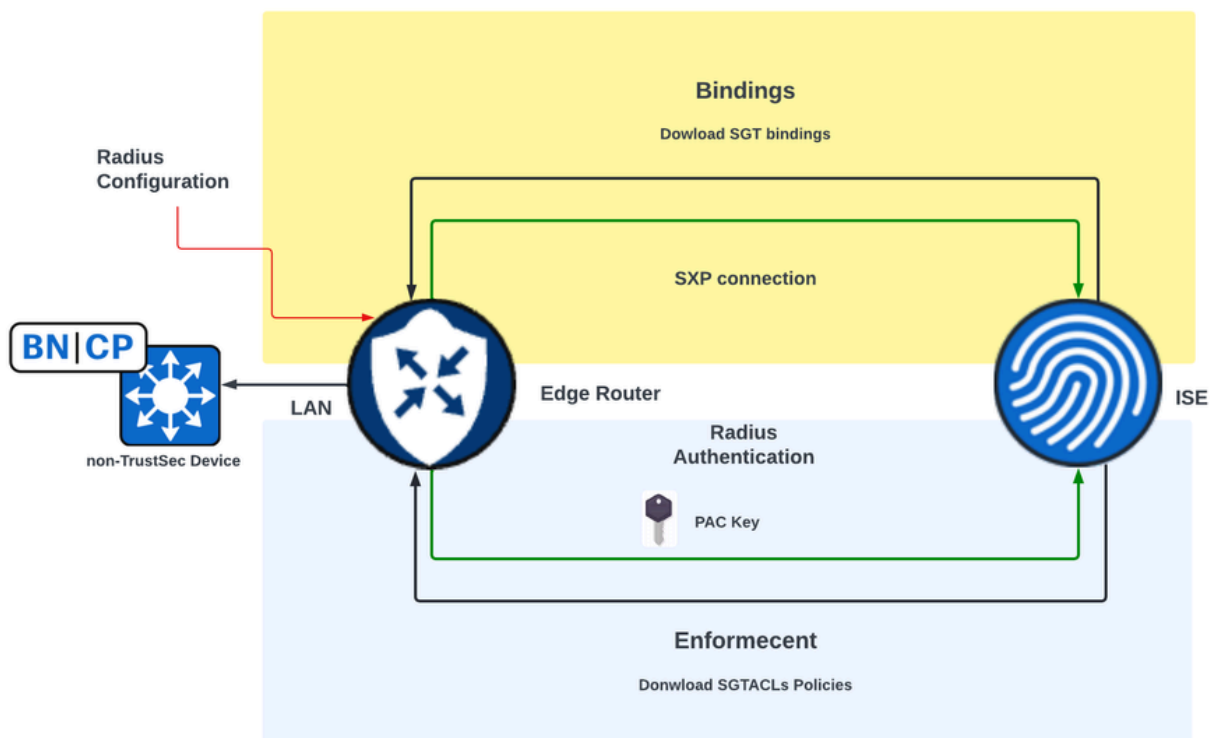 Bindings
Dowload SGT bindings
Radius
Configuration
SXP connection
BN|CP
Edge Router
ISE
LAN
non-TrustSec Device
Radius
Authentication
PAC Key
Enformecent
Donwload SGTACLs Policies